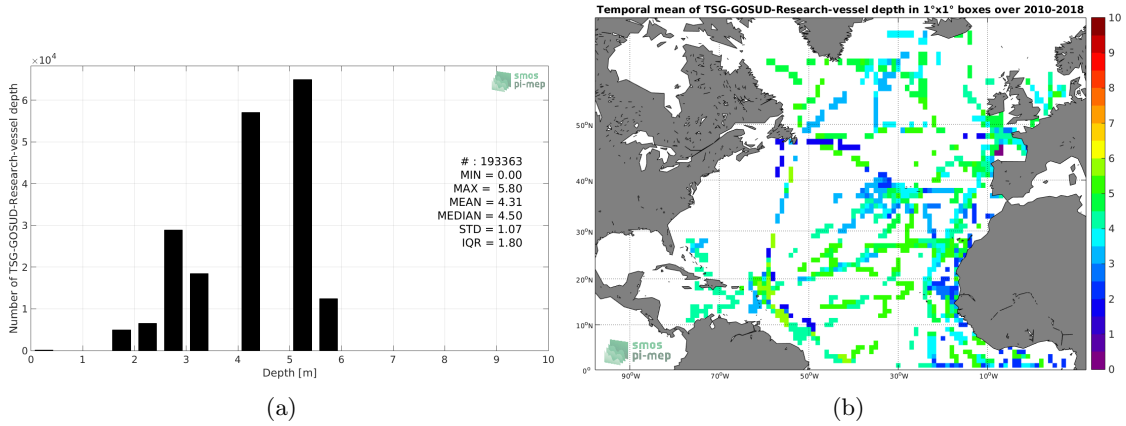 Temporal mean of TSG-GOSUD-Research-vessel depth in 1°x1° boxes over 2010-2018
×10⁴
Number of TSG-GOSUD-Research-vessel depth
6
5
4
3
2
1
0
smos
pi-mep
# : 193363
MIN = 0.00
MAX = 5.80
MEAN = 4.31
MEDIAN = 4.50
STD = 1.07
IQR = 1.80
0 1 2 3 4 5 6 7 8 9 10
Depth [m]
(a)
50°N
40°N
30°N
20°N
10°N
0°
90°W 70°W 50°W 30°W 10°W
smos
pi-mep
10
9
8
7
6
5
4
3
2
1
0
(b)